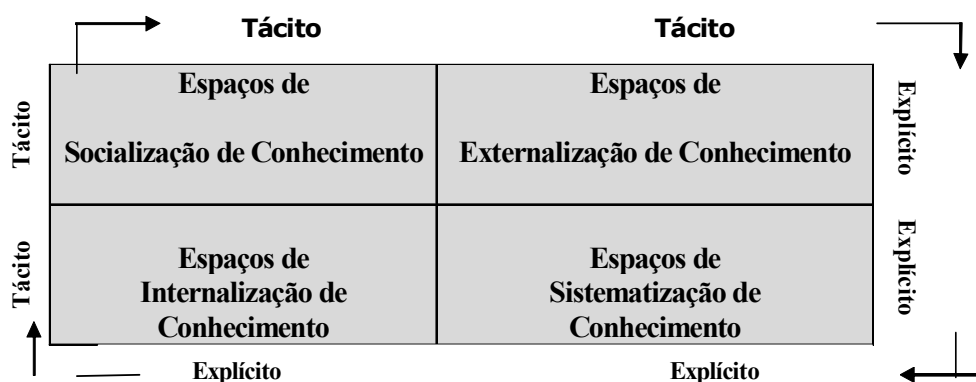 Tácito
Tácito
Tácito
Espaços de
Socialização de Conhecimento
Espaços de
Externalização de Conhecimento
Explícito
Tácito
Espaços de
Internalização de
Conhecimento
Espaços de
Sistematização de
Conhecimento
Explícito
Explícito
Explícito